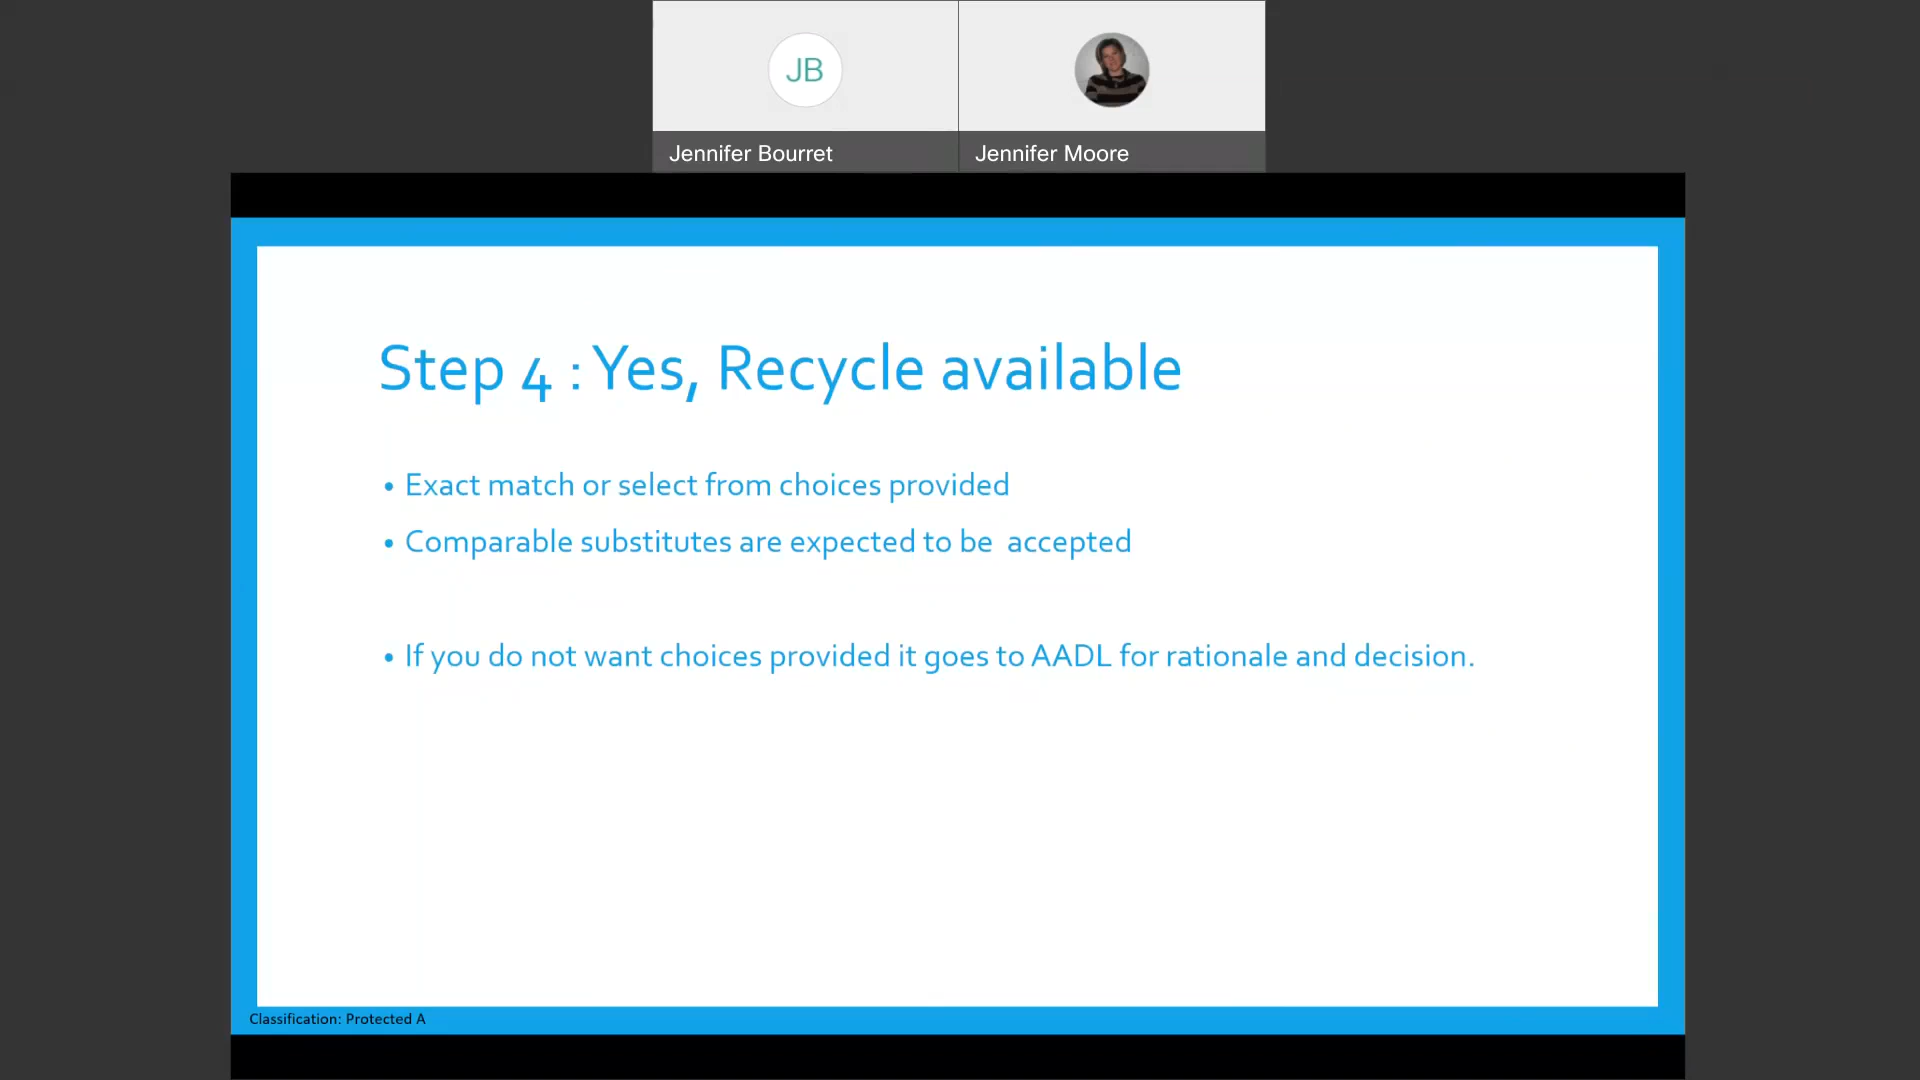 JB
Jennifer Bourret
Jennifer Moore
Step 4 : Yes, Recycle available
• Exact match or select from choices provided
• Comparable substitutes are expected to be  accepted
• If you do not want choices provided it goes to AADL for rationale and decision.
Classification: Protected A